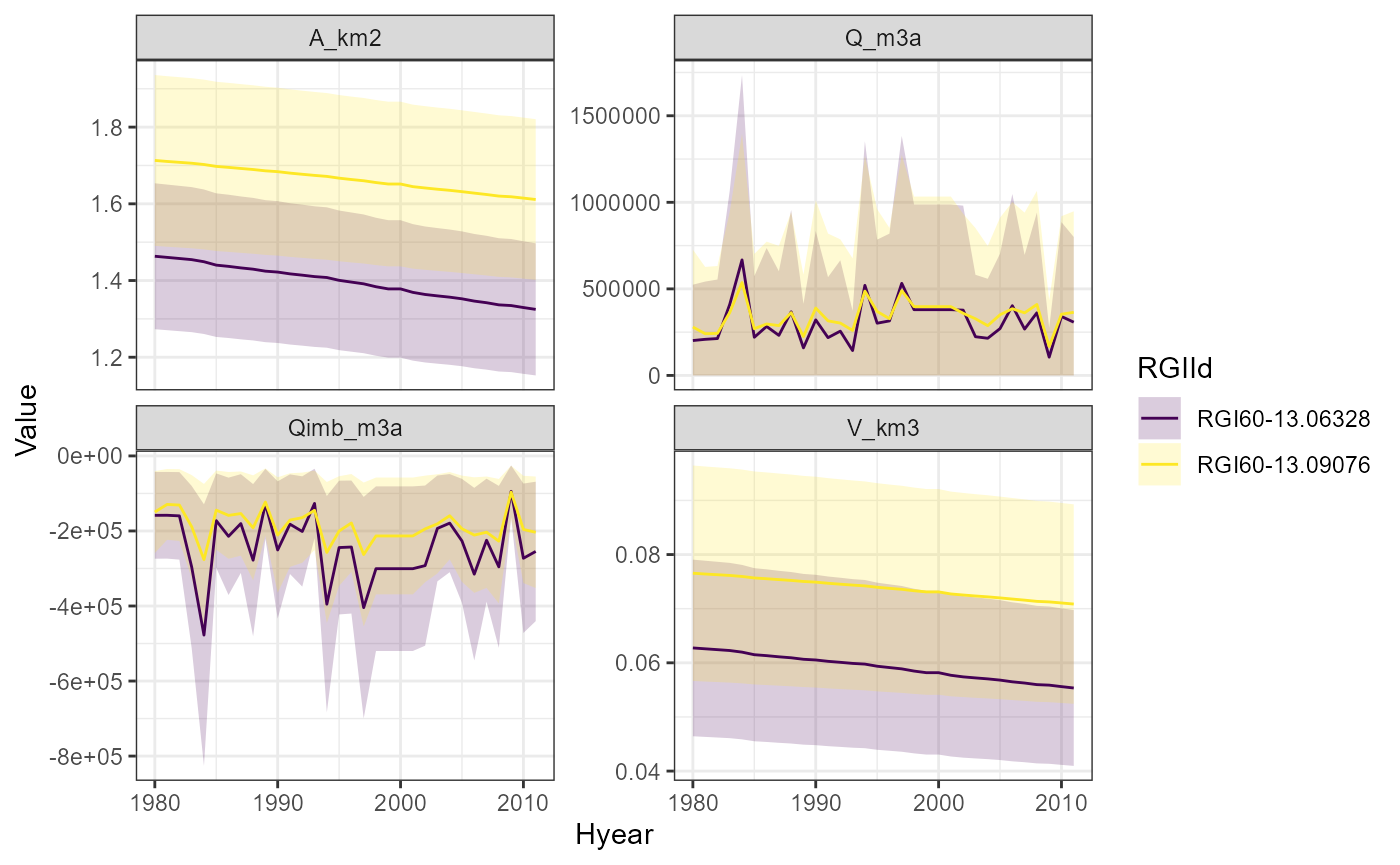 A_km2
Q_m3a
1.8
1.6
1.4
1.2
1500000
1000000
500000
0
Qimb_m3a
V_km3
0e+00
-2e+05
-4e+05
-6e+05
-8e+05
0.08
0.06
0.04
1980 1990 2000 2010
1980 1990 2000 2010
Hyear
Value
RGIId
RGI60-13.06328
RGI60-13.09076